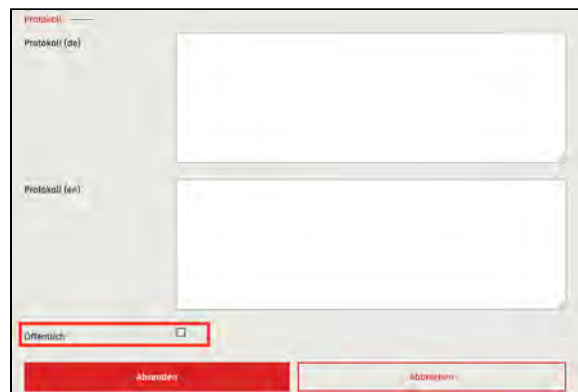 Protokoll
Protokoll (de)
Protokoll (en)
Öffentlich
Absenden
Abbrechen